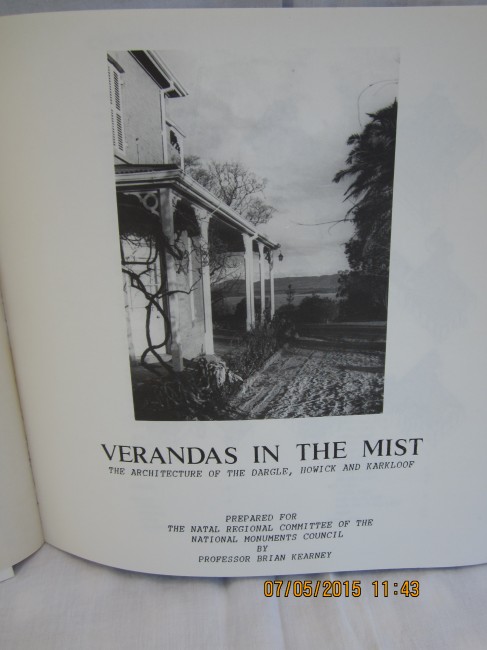 VERANDAS IN THE MIST
THE ARCHITECTURE OF THE DARGLE, HOWICK AND KARKLOOF
PREPARED FOR
THE NATAL REGIONAL COMMITTEE OF THE
NATIONAL MONUMENTS COUNCIL
BY
PROFESSOR BRIAN KEARNEY
07/05/2015 11:43